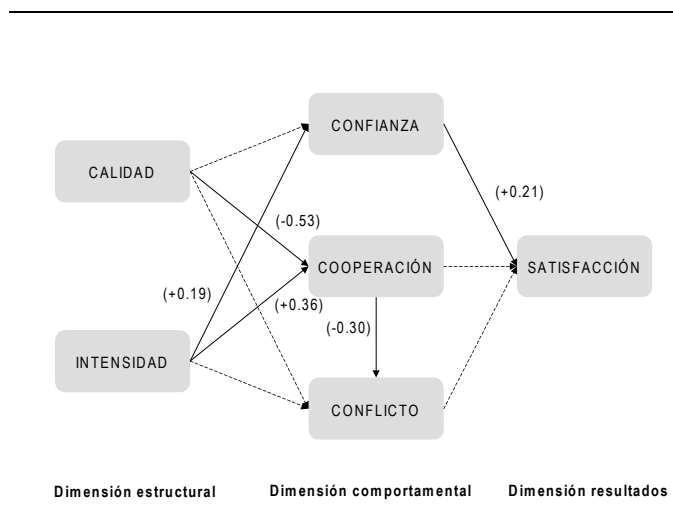 CONFIANZA
CALIDAD
(+0.21)
(-0.53)
COOPERACIÓN
SATISFACCIÓN
(+0.19)
(+0.36)
(-0.30)
INTENSIDAD
CONFLICTO
Dimensión estructural
Dimensión comportamental
Dimensión resultados